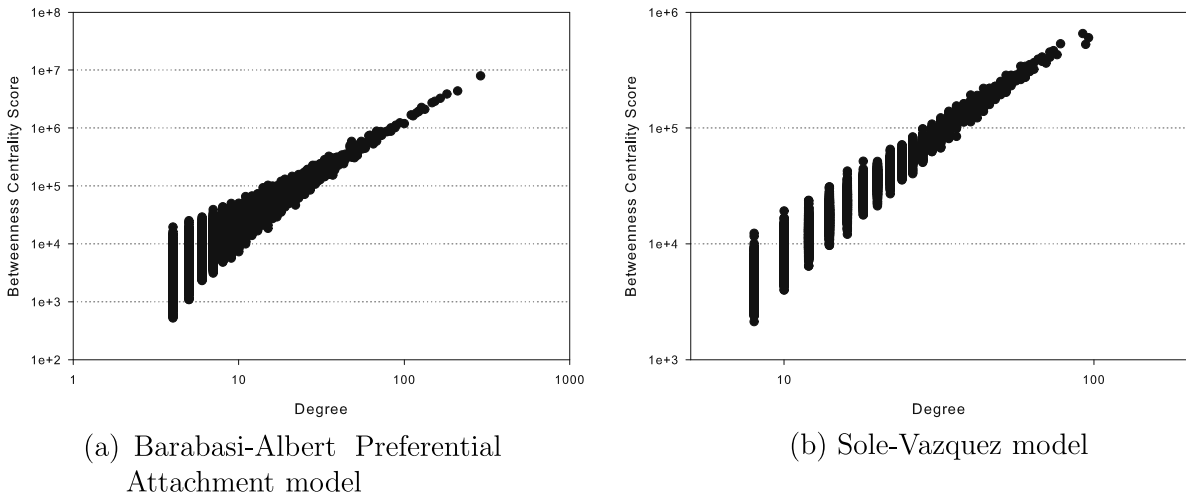 1e+8
1e+7
1e+6
1e+5
1e+4
1e+3
1e+2
Betweenness Centrality Score
1 10 100 1000
Degree
(a) Barabasi-Albert Preferential
Attachment model
1e+6
1e+5
1e+4
1e+3
Betweenness Centrality Score
10 100
Degree
(b) Sole-Vazquez model